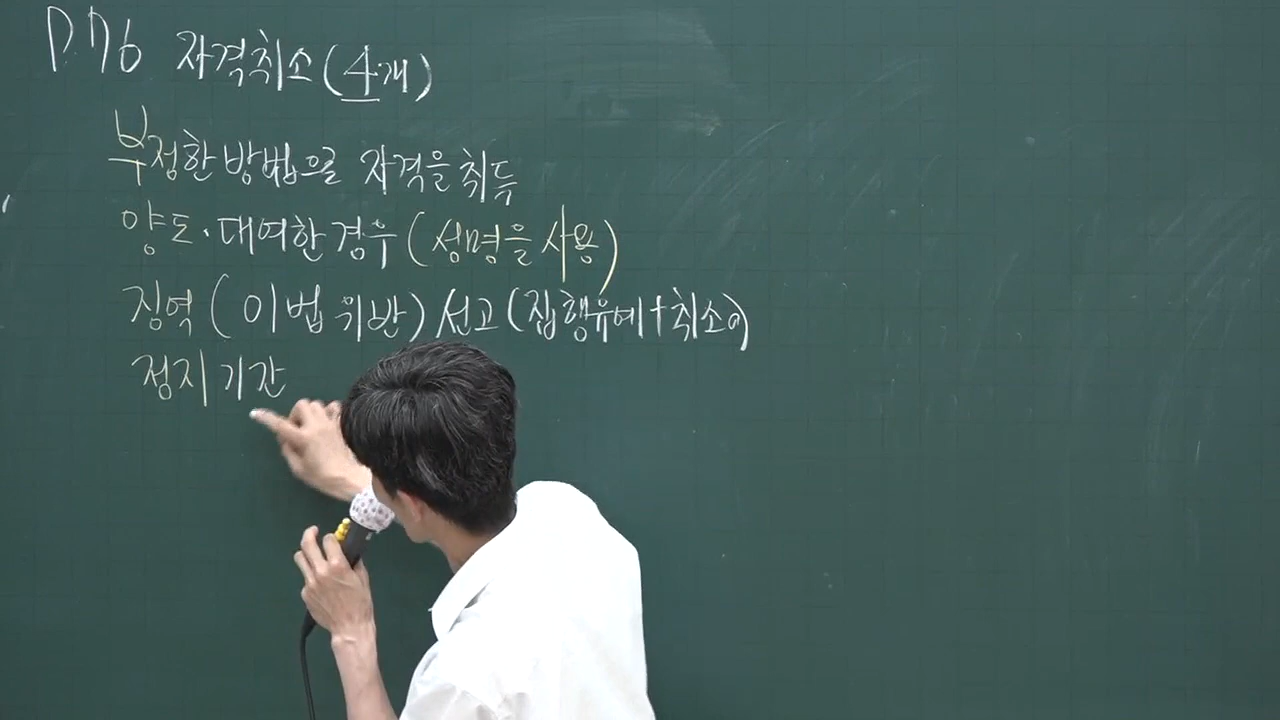 P.176 자격취소(4개)
부정한 방법으로 자격을 취득
양도·대여한 경우(성명을 사용)
징역(이법위반)선고(집행유예+취소O)
정지기간